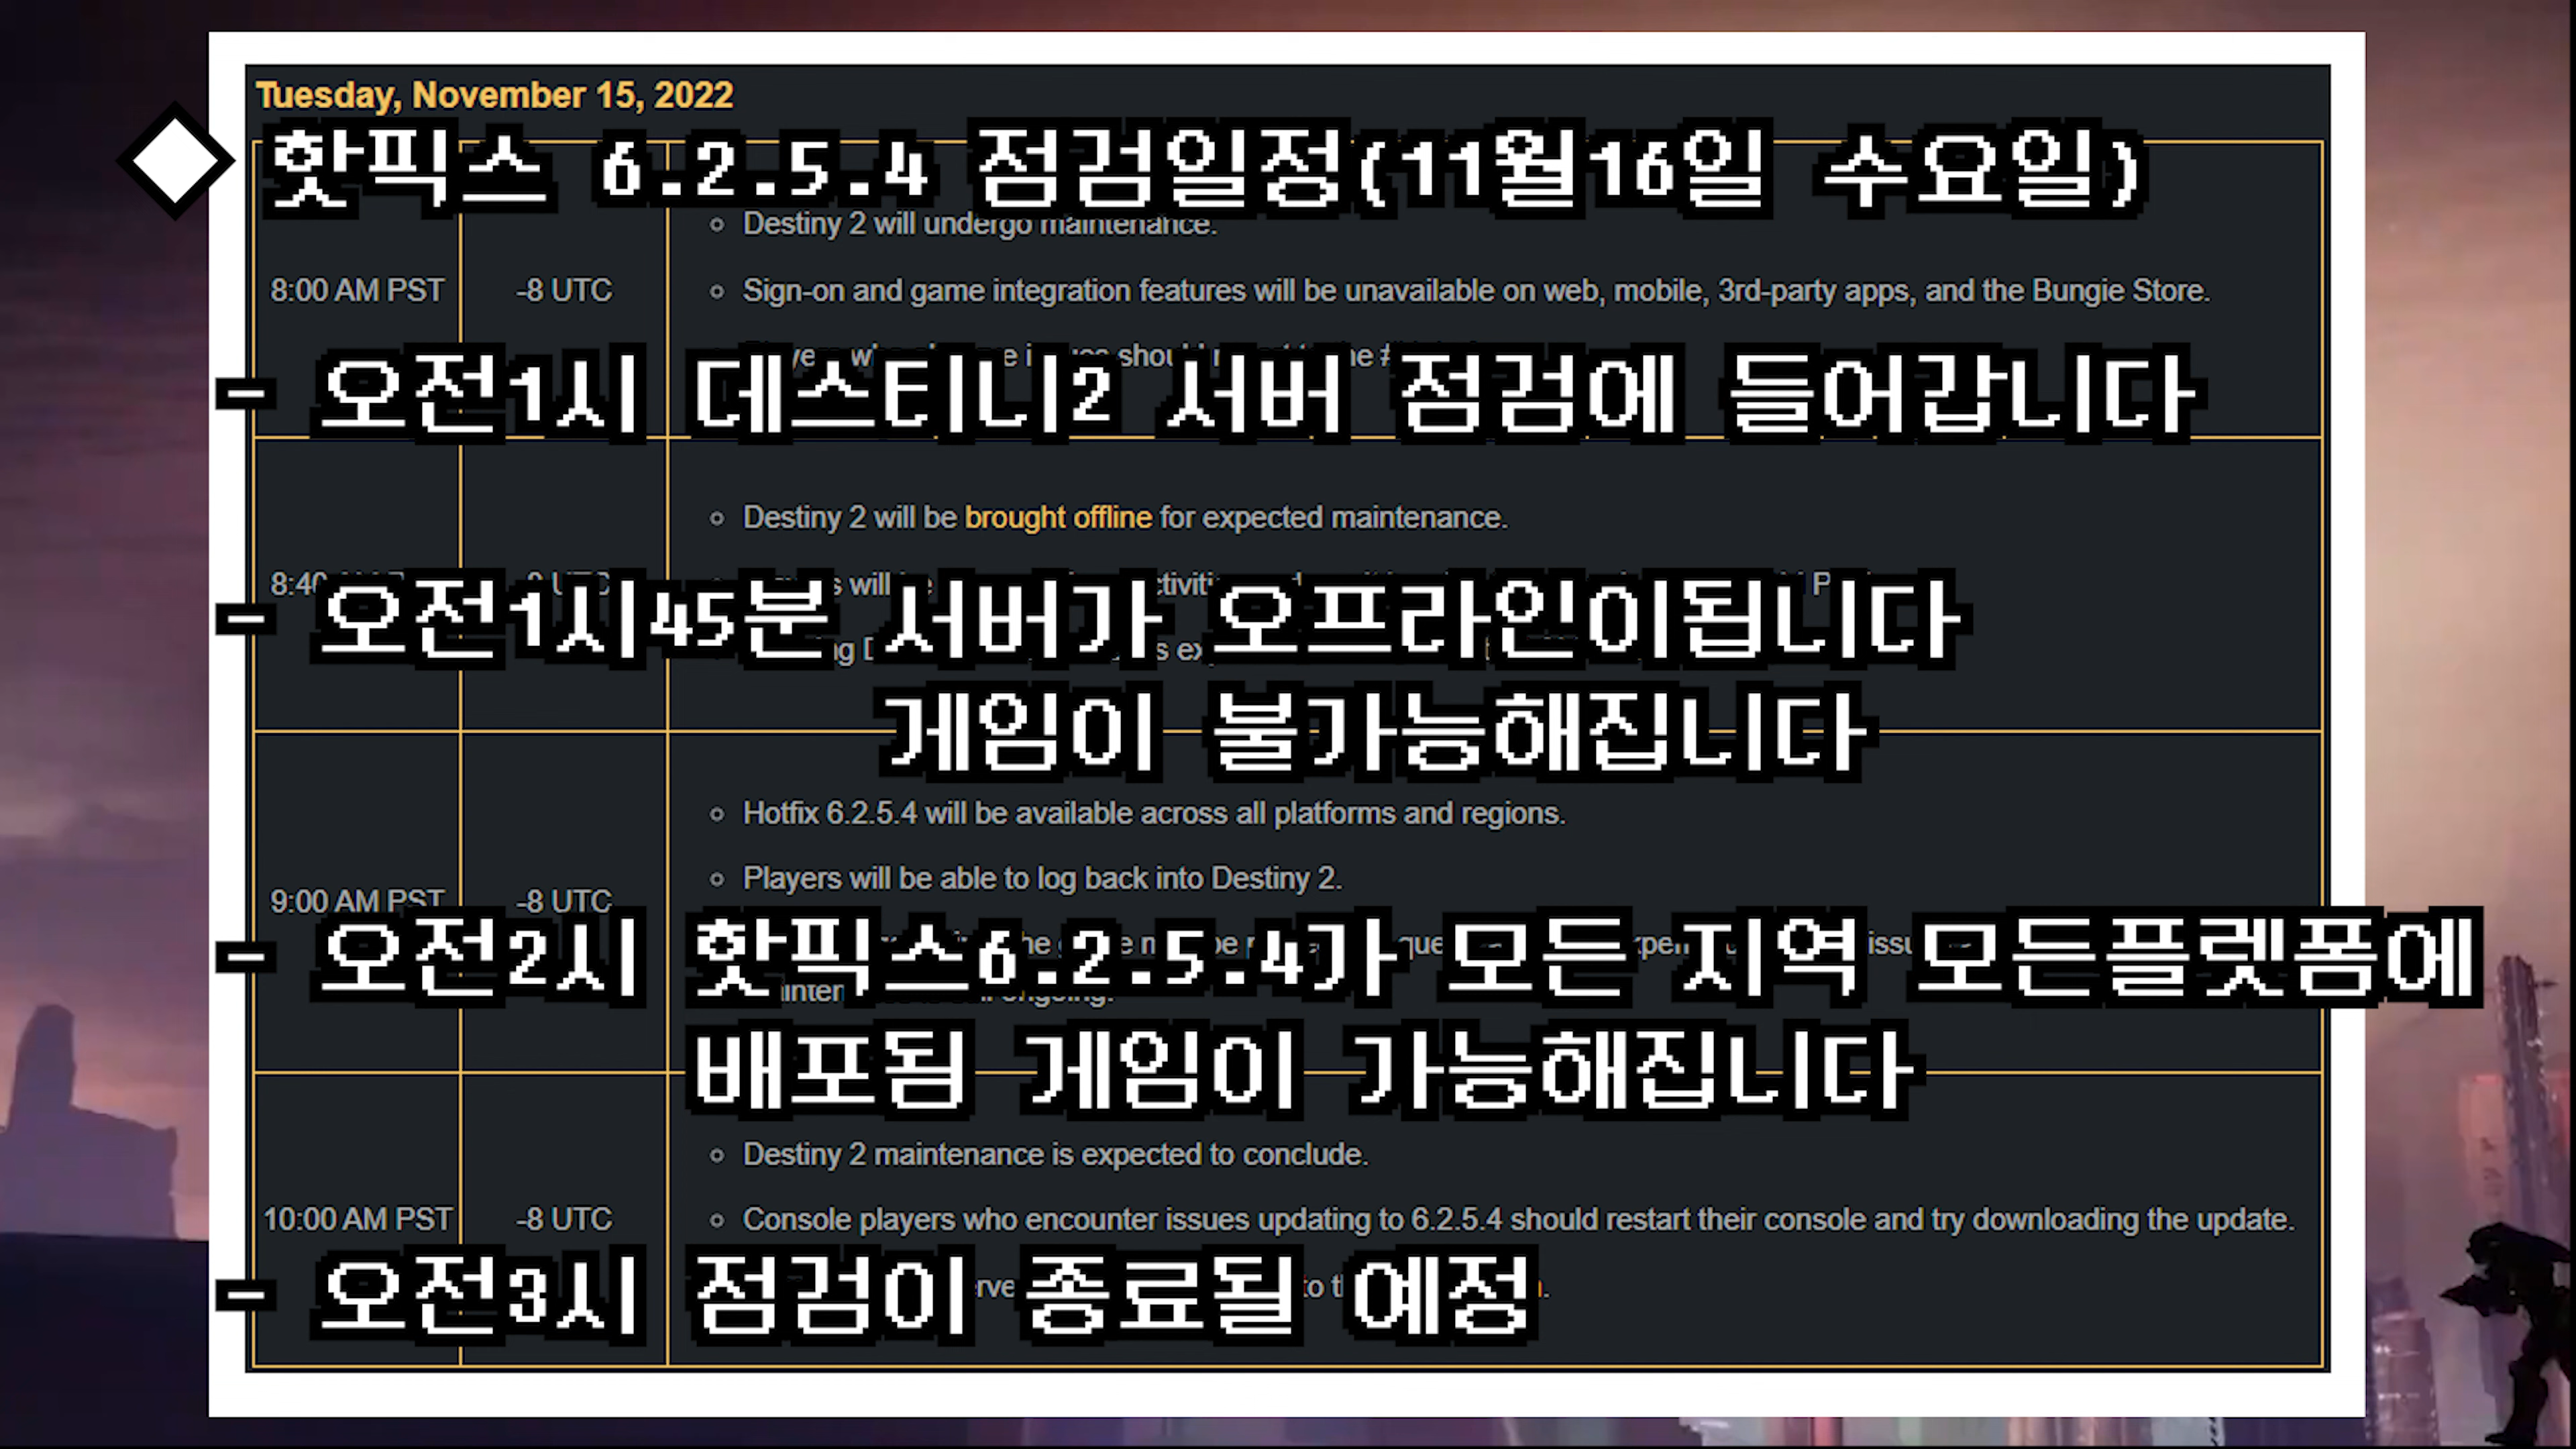 Tuesday, November 15, 2022
◆ 핫픽스 6.2.5.4 점검일정(11월16일 수요일)
Destiny 2 will undergo maintenance.
8:00 AM PST -8 UTC
Sign-on and game integration features will be unavailable on web, mobile, 3rd-party apps, and the Bungie Store.
should the
- 오전1시 데스티니2 서버 점검에 들어갑니다
Destiny 2 will be brought offline for expected maintenance.
8:40 UTC will
- 오전1시45분 서버가 오프라인이됩니다
게임이 불가능해집니다
Hotfix 6.2.5.4 will be available across all platforms and regions.
Players will be able to log back into Destiny 2.
9:00 AM PST -8 UTC
- 오전2시 핫픽스6.2.5.4가 모든 지역 모든플렛폼에
배포됨 게임이 가능해집니다
Destiny 2 maintenance is expected to conclude.
10:00 AM PST -8 UTC
Console players who encounter issues updating to 6.2.5.4 should restart their console and try downloading the update.
- 오전3시 점검이 종료될 예정